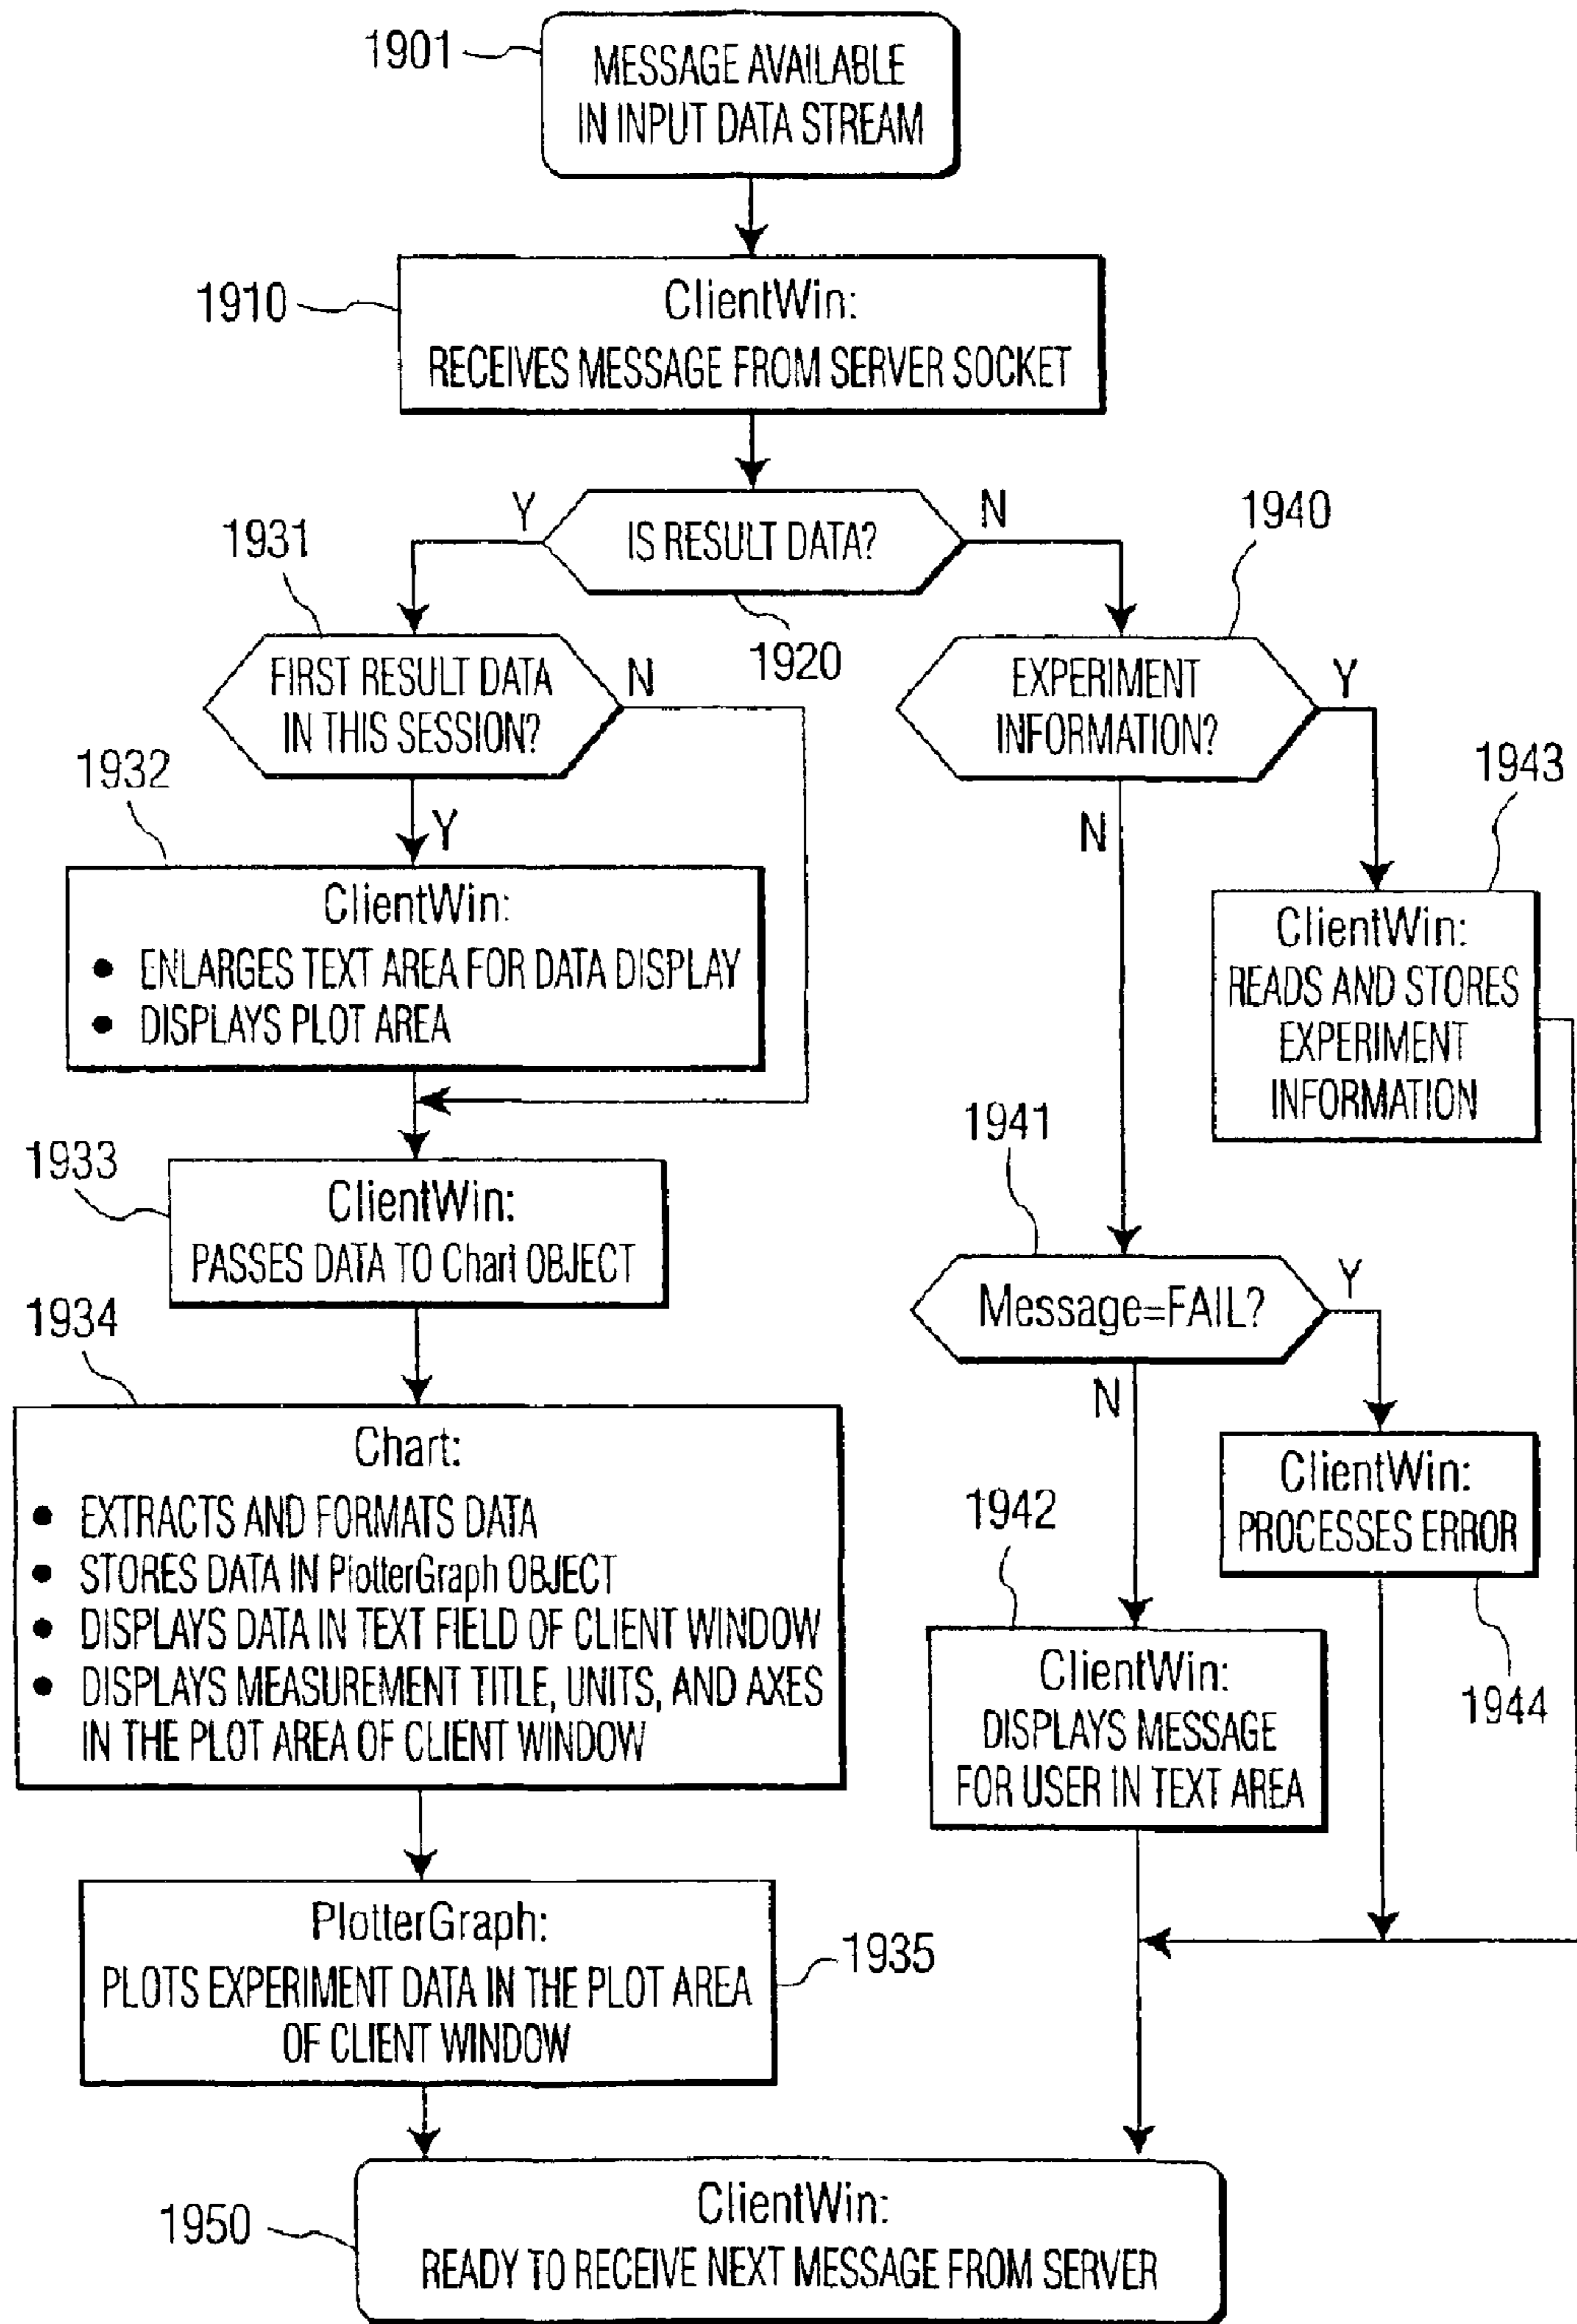 1901
MESSAGE AVAILABLE
IN INPUT DATA STREAM
1910
ClientWin:
RECEIVES MESSAGE FROM SERVER SOCKET
Y
IS RESULT DATA?
N
1920
1931
FIRST RESULT DATA
IN THIS SESSION?
N
Y
1932
ClientWin:
• ENLARGES TEXT AREA FOR DATA DISPLAY
• DISPLAYS PLOT AREA
1933
ClientWin:
PASSES DATA TO Chart OBJECT
1934
Chart:
• EXTRACTS AND FORMATS DATA
• STORES DATA IN PlotterGraph OBJECT
• DISPLAYS DATA IN TEXT FIELD OF CLIENT WINDOW
• DISPLAYS MEASUREMENT TITLE, UNITS, AND AXES
IN THE PLOT AREA OF CLIENT WINDOW
PlotterGraph:
PLOTS EXPERIMENT DATA IN THE PLOT AREA
OF CLIENT WINDOW
1935
1940
EXPERIMENT
INFORMATION?
Y
N
1943
ClientWin:
READS AND STORES
EXPERIMENT
INFORMATION
1941
Message=FAIL?
Y
N
ClientWin:
PROCESSES ERROR
1944
1942
ClientWin:
DISPLAYS MESSAGE
FOR USER IN TEXT AREA
1950
ClientWin:
READY TO RECEIVE NEXT MESSAGE FROM SERVER